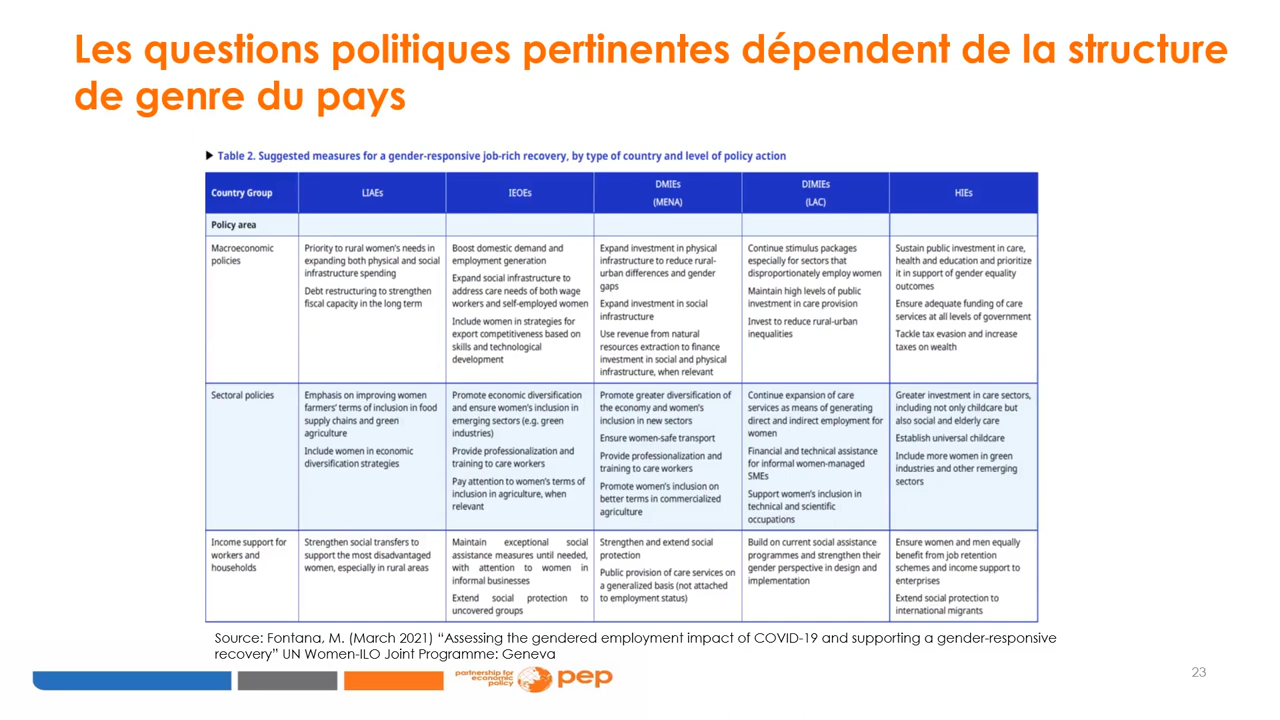 Les questions politiques pertinentes dépendent de la structure
de genre du pays
Table 2. Suggested measures for a gender-responsive job-rich recovery, by type of country and level of policy action
Country Group
LIAEs
IEOEs
DMIEs
(MENA)
DIMIEs
(LAC)
HIEs
Policy area
Macroeconomic
policies
Priority to rural women's needs in
expanding both physical and social
infrastructure spending
Debt restructuring to strengthen
fiscal capacity in the long term
Boost domestic demand and
employment generation
Expand social infrastructure to
address care needs of both wage
workers and self-employed women
Include women in strategies for
export competitiveness based on
skills and technological
development
Expand investment in physical
infrastructure to reduce rural-
urban differences and gender
gaps
Expand investment in social
infrastructure
Use revenue from natural
resources extraction to finance
investment in social and physical
infrastructure, when relevant
Continue stimulus packages
especially for sectors that
disproportionately employ women
Maintain high levels of public
investment in care provision
Invest to reduce rural-urban
inequalities
Sustain public investment in care,
health and education and prioritize
it in support of gender equality
outcomes
Ensure adequate funding of care
services at all levels of government
Tackle tax evasion and increase
taxes on wealth
Sectoral policies
Emphasis on improving women
farmers' terms of inclusion in food
supply chains and green
agriculture
Include women in economic
diversification strategies
Promote economic diversification
and ensure women's inclusion in
emerging sectors (e.g. green
industries)
Provide professionalization and
training to care workers
Pay attention to women's terms of
inclusion in agriculture, when
relevant
Promote greater diversification of
the economy and women's
inclusion in new sectors
Ensure women-safe transport
Provide professionalization and
training to care workers
Promote women's inclusion on
better terms in commercialized
agriculture
Continue expansion of care
services as means of generating
direct and indirect employment for
women
Financial and technical assistance
for informal women-managed
SMEs
Support women's inclusion in
technical and scientific
occupations
Greater investment in care sectors,
including not only childcare but
also social and elderly care
Establish universal childcare
Include more women in green
industries and other remerging
sectors
Income support for
workers and
households
Strengthen social transfers to
support the most disadvantaged
women, especially in rural areas
Maintain exceptional social
assistance measures until needed,
with attention to women in
informal businesses
Extend social protection to
uncovered groups
Strengthen and extend social
protection
Public provision of care services on
a generalized basis (not attached
to employment status)
Build on current social assistance
programmes and strengthen their
gender perspective in design and
implementation
Ensure women and men equally
benefit from job retention
schemes and income support to
enterprises
Extend social protection to
international migrants
Source: Fontana, M. (March 2021) “Assessing the gendered employment impact of COVID-19 and supporting a gender-responsive
recovery” UN Women-ILO Joint Programme: Geneva
partnership for
economic
policy
pep
23